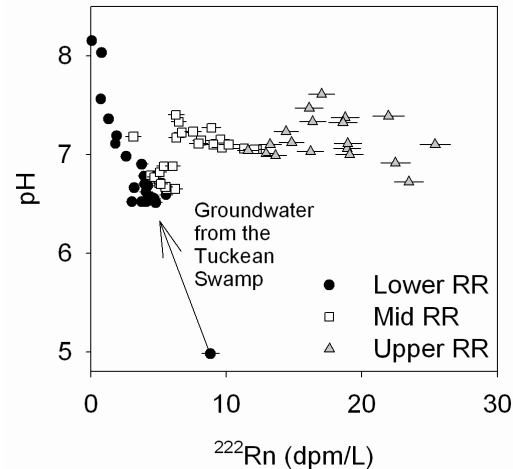 8
7
6
5
pH
Groundwater
from the
Tuckean
Swamp
Lower RR
Mid RR
Upper RR
0 10 20 30
²²²Rn (dpm/L)